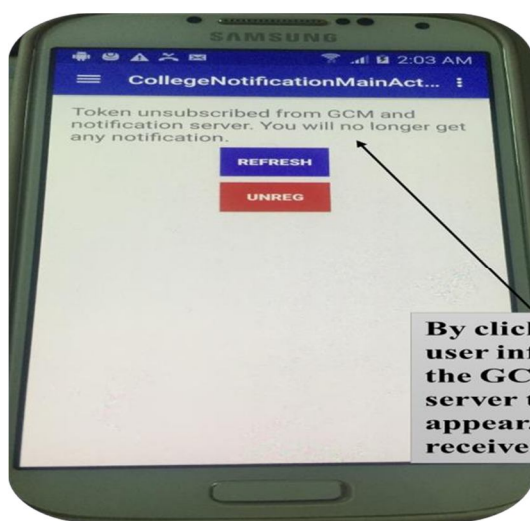 SAMSUNG
2:03 AM
CollegeNotificationMainAct...
Token unsubscribed from GCM and
notification server. You will no longer get
any notification.
REFRESH
UNREG
By clic
user inf
the GC
server t
appear
receive